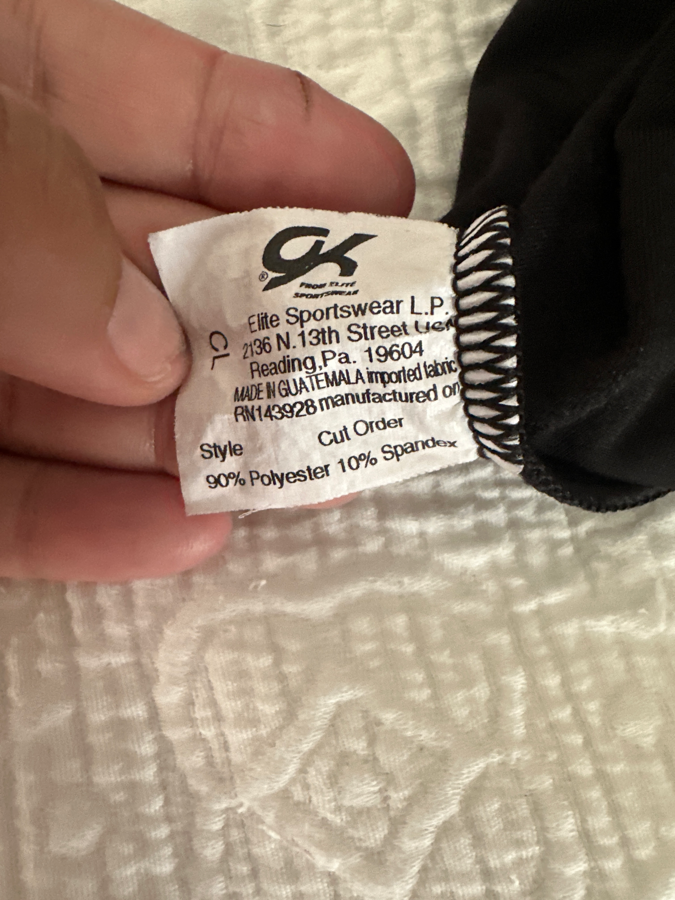 GK
®
FROM ELITE
SPORTSWEAR
CL
Elite Sportswear L.P.
2136 N.13th Street
Reading,Pa. 19604
MADE IN GUATEMALA imported fabric
RN143928 manufactured on
Style Cut Order
90% Polyester 10% Spandex